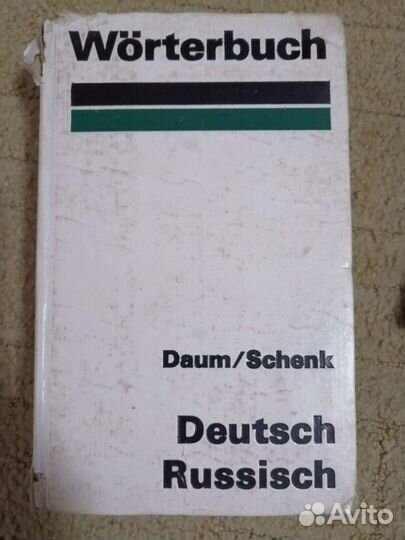 Wörterbuch
Daum/Schenk
Deutsch
Russisch
Avito